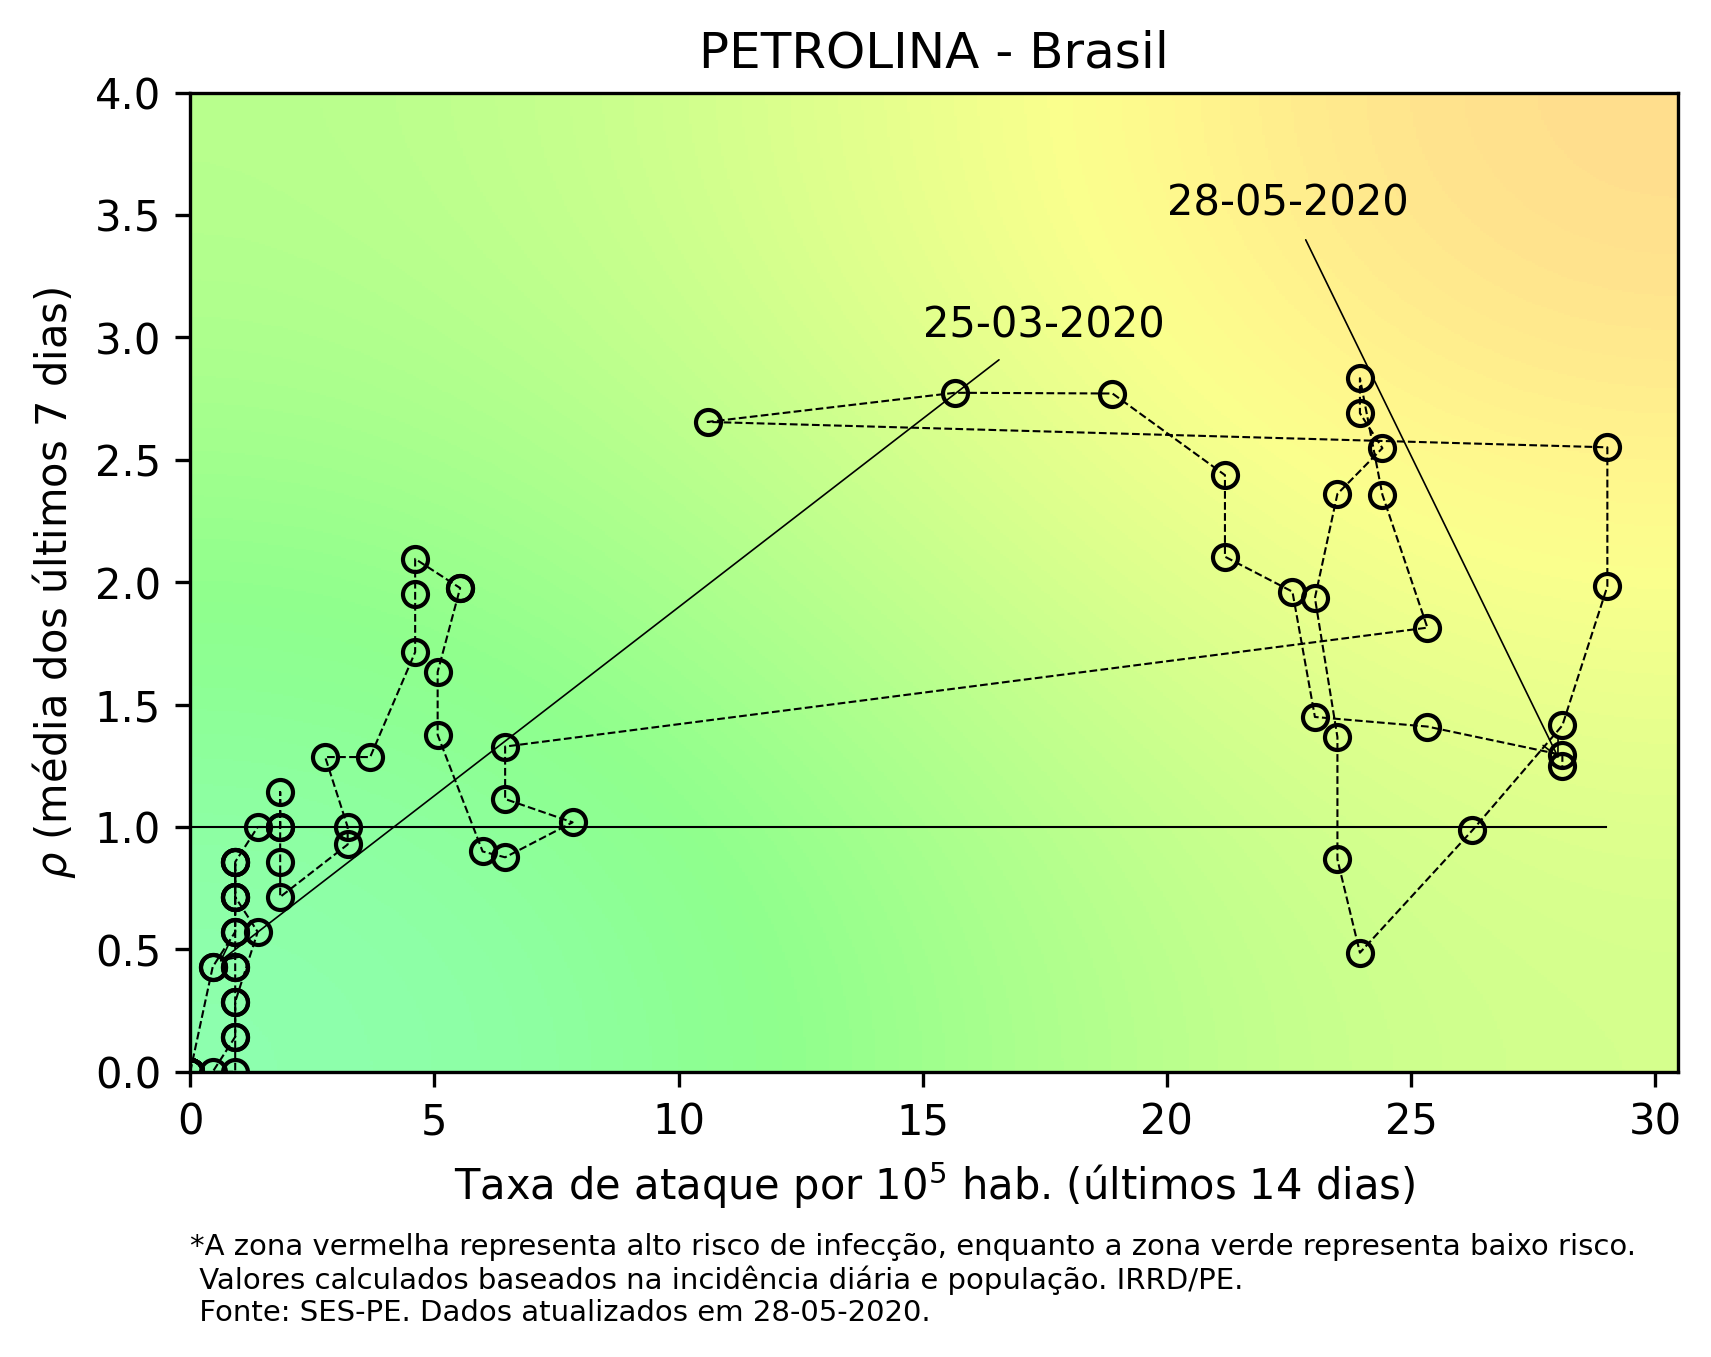 PETROLINA - Brasil
4.0
3.5
3.0
2.5
2.0
1.5
1.0
0.5
0.0
ρ (média dos últimos 7 dias)
28-05-2020
25-03-2020
0 5 10 15 20 25 30
Taxa de ataque por 10⁵ hab. (últimos 14 dias)
*A zona vermelha representa alto risco de infecção, enquanto a zona verde representa baixo risco.
Valores calculados baseados na incidência diária e população. IRRD/PE.
Fonte: SES-PE. Dados atualizados em 28-05-2020.